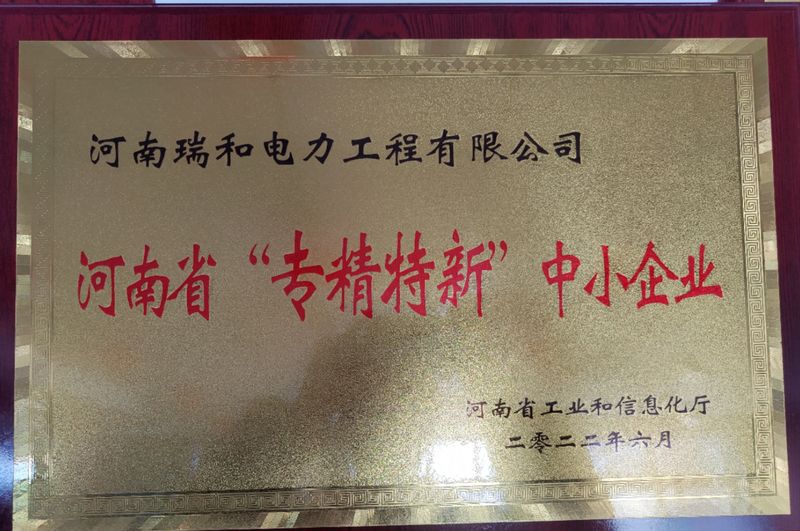 河南瑞和电力工程有限公司
河南省“专精特新”中小企业
河南省工业和信息化厅
二零二二年六月